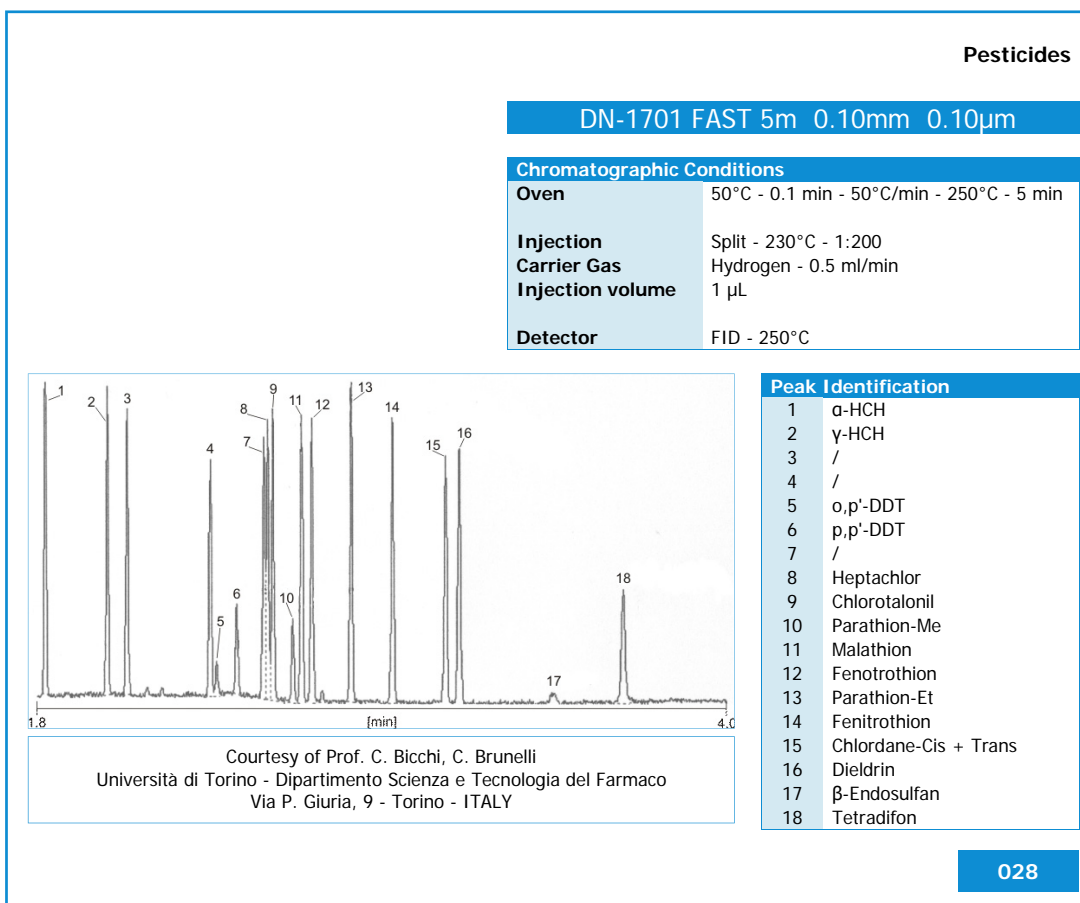 Pesticides
DN-1701 FAST 5m 0.10mm 0.10µm
Chromatographic Conditions
Oven 50°C - 0.1 min - 50°C/min - 250°C - 5 min
Injection Split - 230°C - 1:200
Carrier Gas Hydrogen - 0.5 ml/min
Injection volume 1 µL
Detector FID - 250°C
1 2 3 4 5 6 7 8 9 10 11 12 13 14 15 16 17 18
1.8 [min] 4.0
Courtesy of Prof. C. Bicchi, C. Brunelli
Università di Torino - Dipartimento Scienza e Tecnologia del Farmaco
Via P. Giuria, 9 - Torino - ITALY
Peak Identification
1 α-HCH
2 γ-HCH
3 /
4 /
5 o,p'-DDT
6 p,p'-DDT
7 /
8 Heptachlor
9 Chlorotalonil
10 Parathion-Me
11 Malathion
12 Fenotrothion
13 Parathion-Et
14 Fenitrothion
15 Chlordane-Cis + Trans
16 Dieldrin
17 β-Endosulfan
18 Tetradifon
028